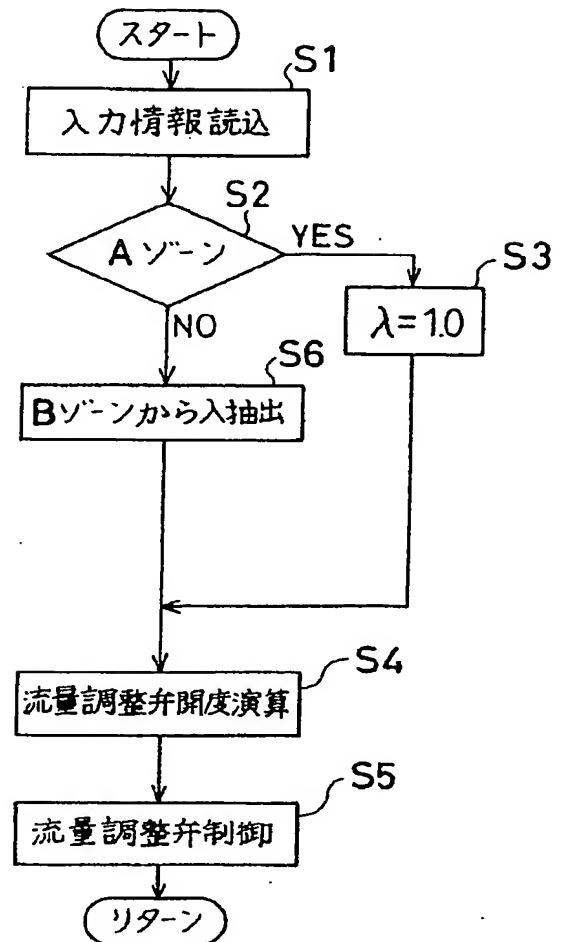 スタート
S1
入力情報読込
S2
Aゾーン
YES
S3
λ=1.0
NO
S6
Bゾーンからλ抽出
S4
流量調整弁開度演算
S5
流量調整弁制御
リターン